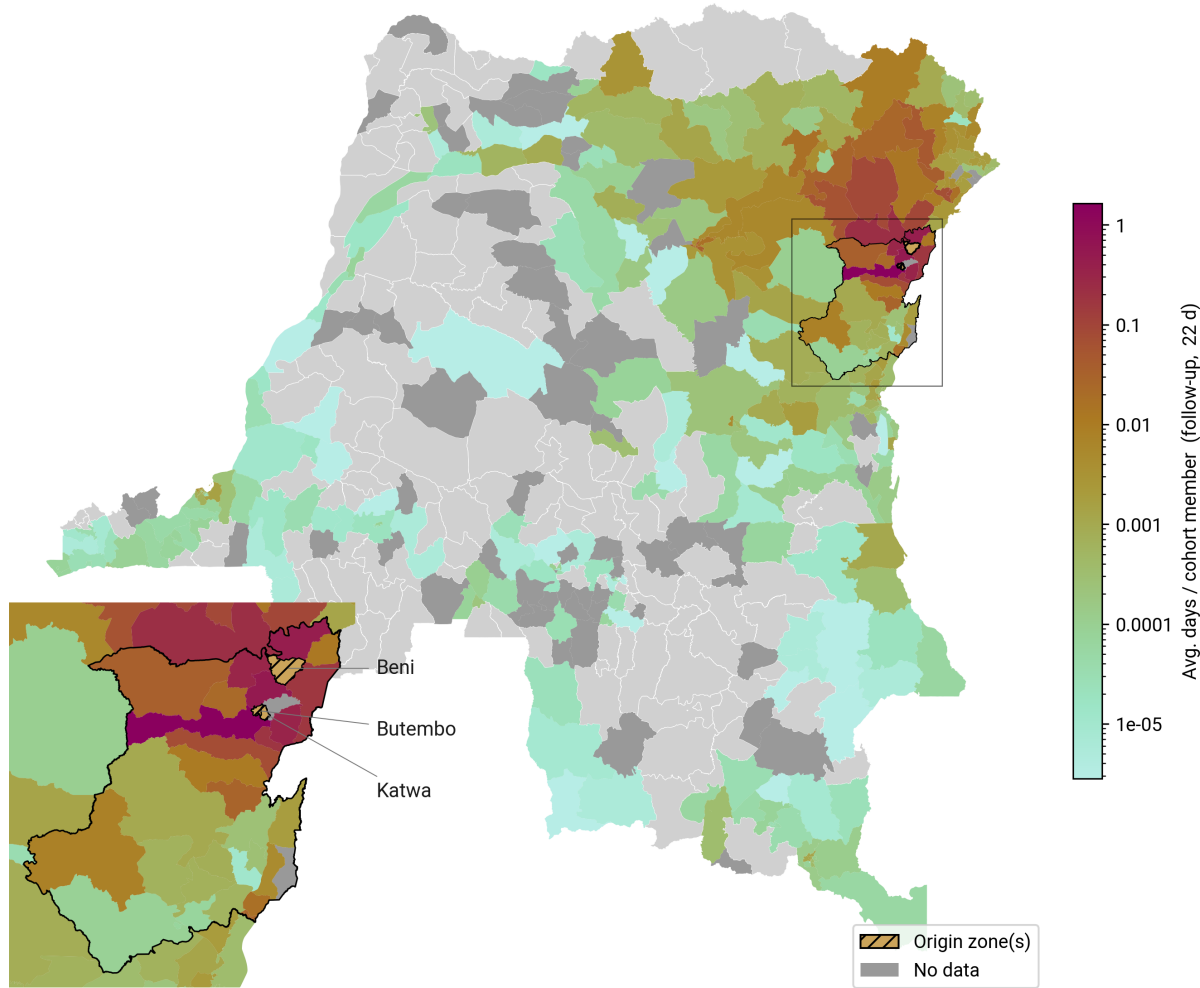 1
0.1
0.01
0.001
0.0001
1e-05
Avg. days / cohort member (follow-up, 22 d)
Beni
Butembo
Katwa
Origin zone(s)
No data